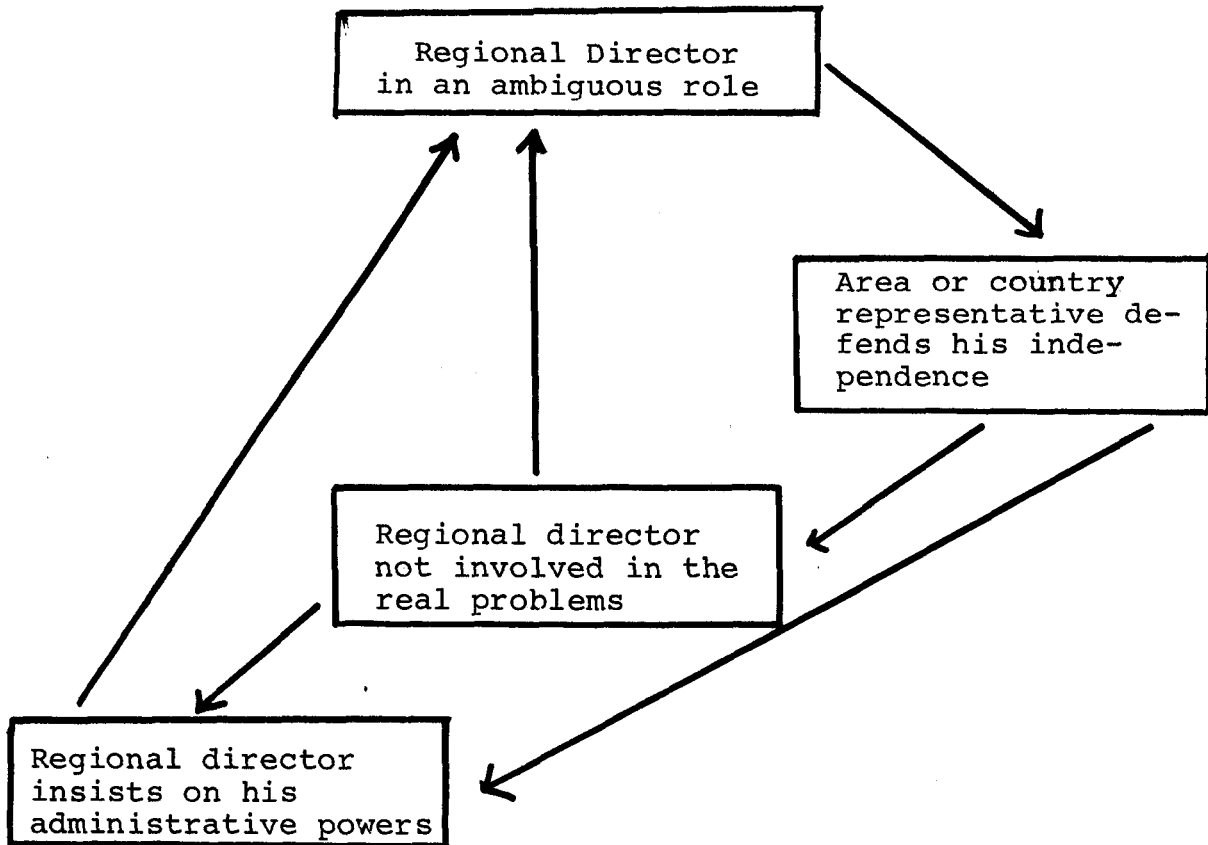 Regional Director
in an ambiguous role
Area or country
representative de-
fends his inde-
pendence
Regional director
not involved in the
real problems
Regional director
insists on his
administrative powers